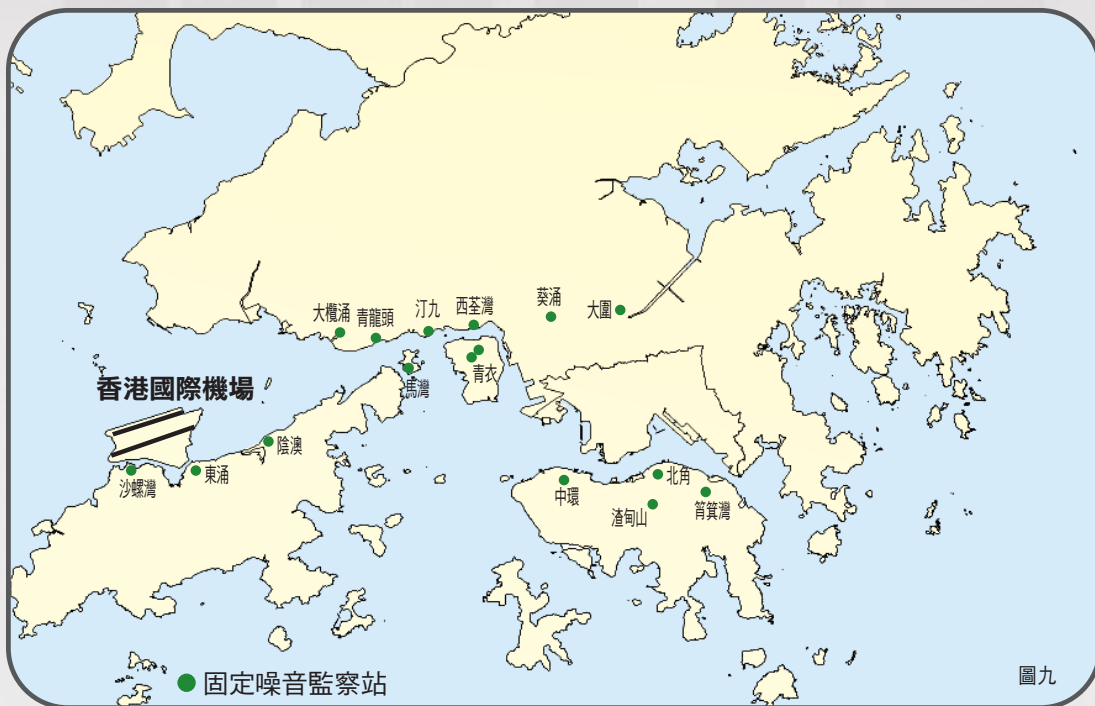 葵涌
西荃灣
汀九
大圍
大欖涌
青龍頭
青衣
馬灣
香港國際機場
陰澳
北角
東涌
沙螺灣
中環
筲箕灣
渣甸山
固定噪音監察站
圖九